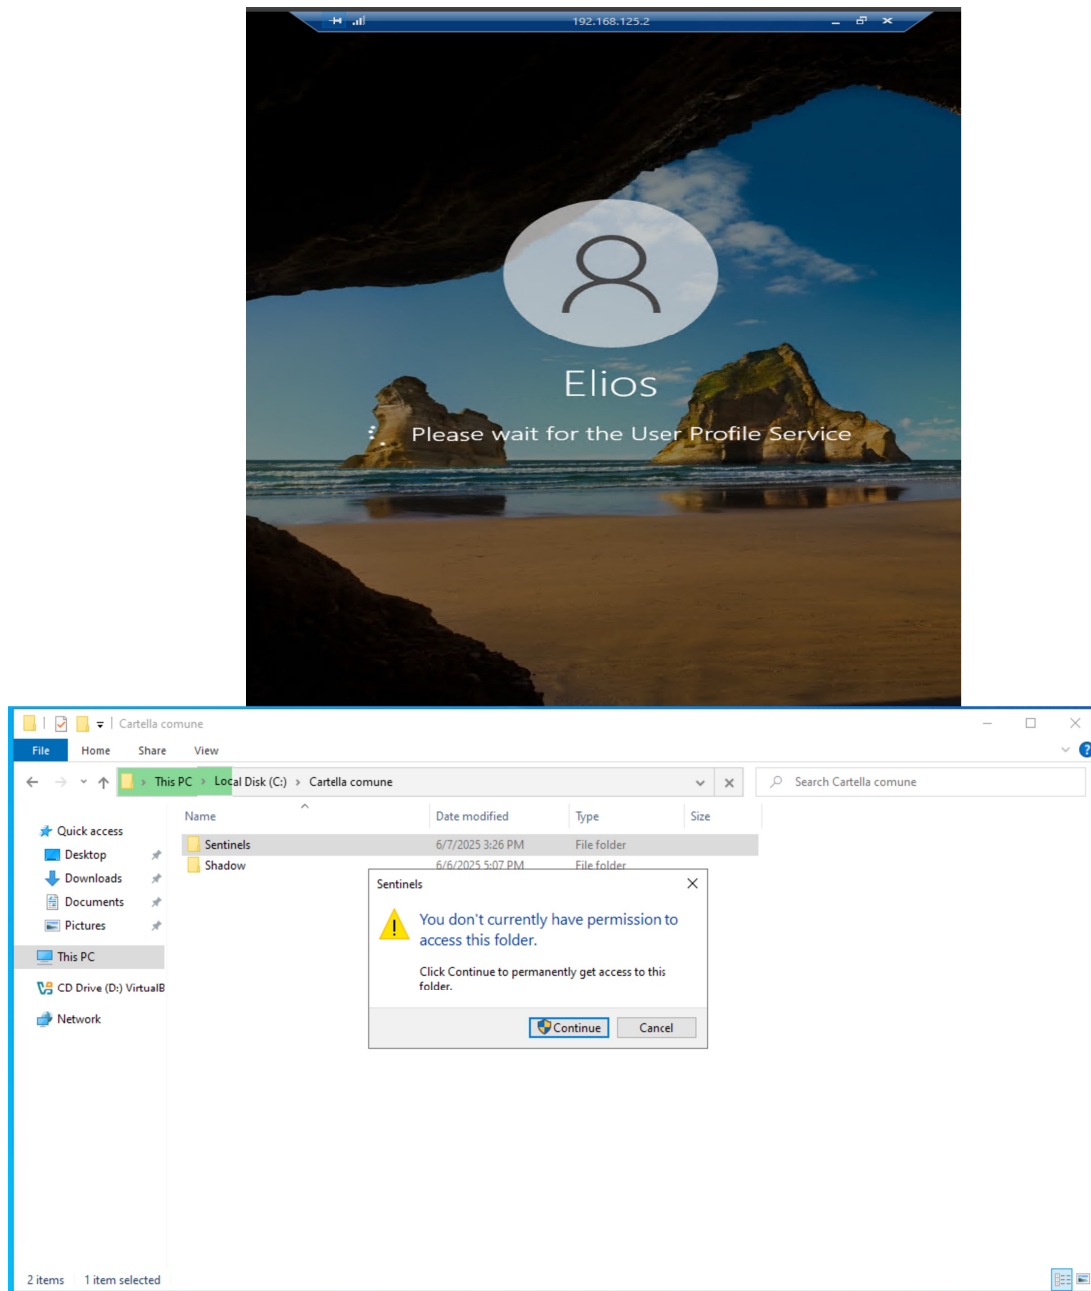 192.168.125.2
Elios
Please wait for the User Profile Service
Cartella comune
File Home Share View
This PC Local Disk (C:) Cartella comune
Search Cartella comune
Name Date modified Type Size
Quick access
Desktop
Downloads
Documents
Pictures
This PC
CD Drive (D:) VirtualB
Network
Sentinels 6/7/2025 3:26 PM File folder
Shadow 6/6/2025 5:07 PM File folder
Sentinels
You don't currently have permission to
access this folder.
Click Continue to permanently get access to this
folder.
Continue Cancel
2 items 1 item selected